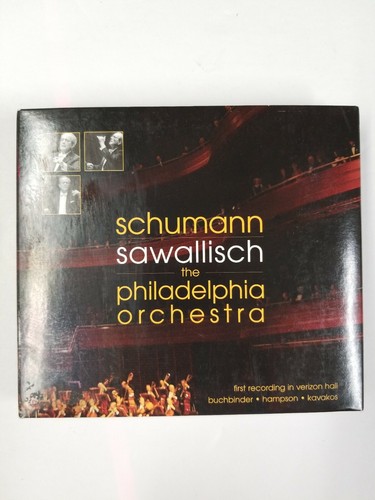 schumann
sawallisch
the
philadelphia
orchestra
first recording in verizon hall
buchbinder • hampson • kavakos